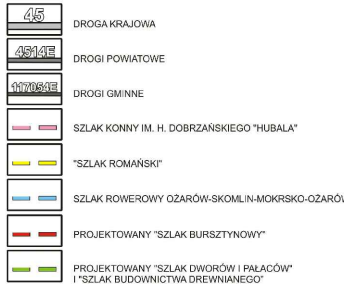 45
DROGA KRAJOWA
4514E
DROGI POWIATOWE
117054E
DROGI GMINNE
SZLAK KONNY IM. H. DOBRZAŃSKIEGO "HUBALA"
"SZLAK ROMAŃSKI"
SZLAK ROWEROWY OŻARÓW-SKOMLIN-MOKRSKO-OŻARÓW
PROJEKTOWANY "SZLAK BURSZTYNOWY"
PROJEKTOWANY "SZLAK DWORÓW I PAŁACÓW"
I "SZLAK BUDOWNICTWA DREWNIANEGO"